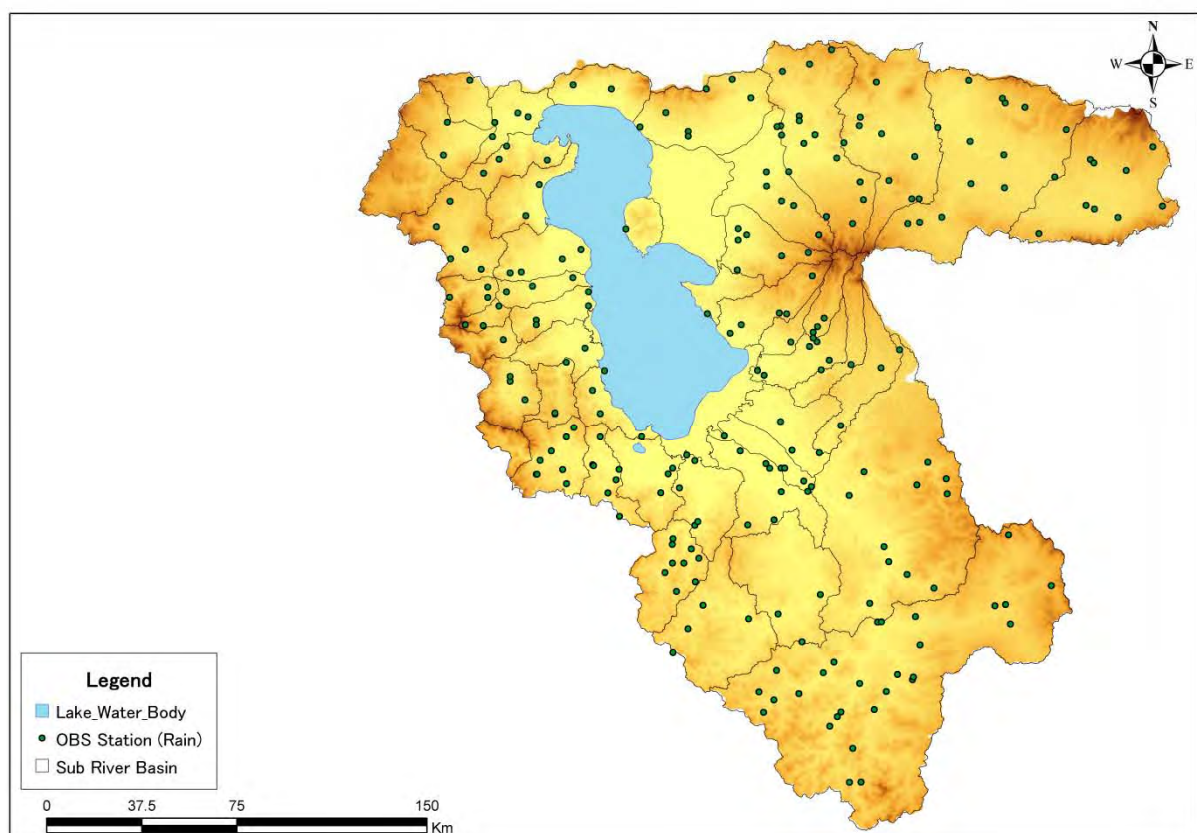 N
W E
S
Legend
Lake_Water_Body
OBS Station (Rain)
Sub River Basin
0 37.5 75 150
Km